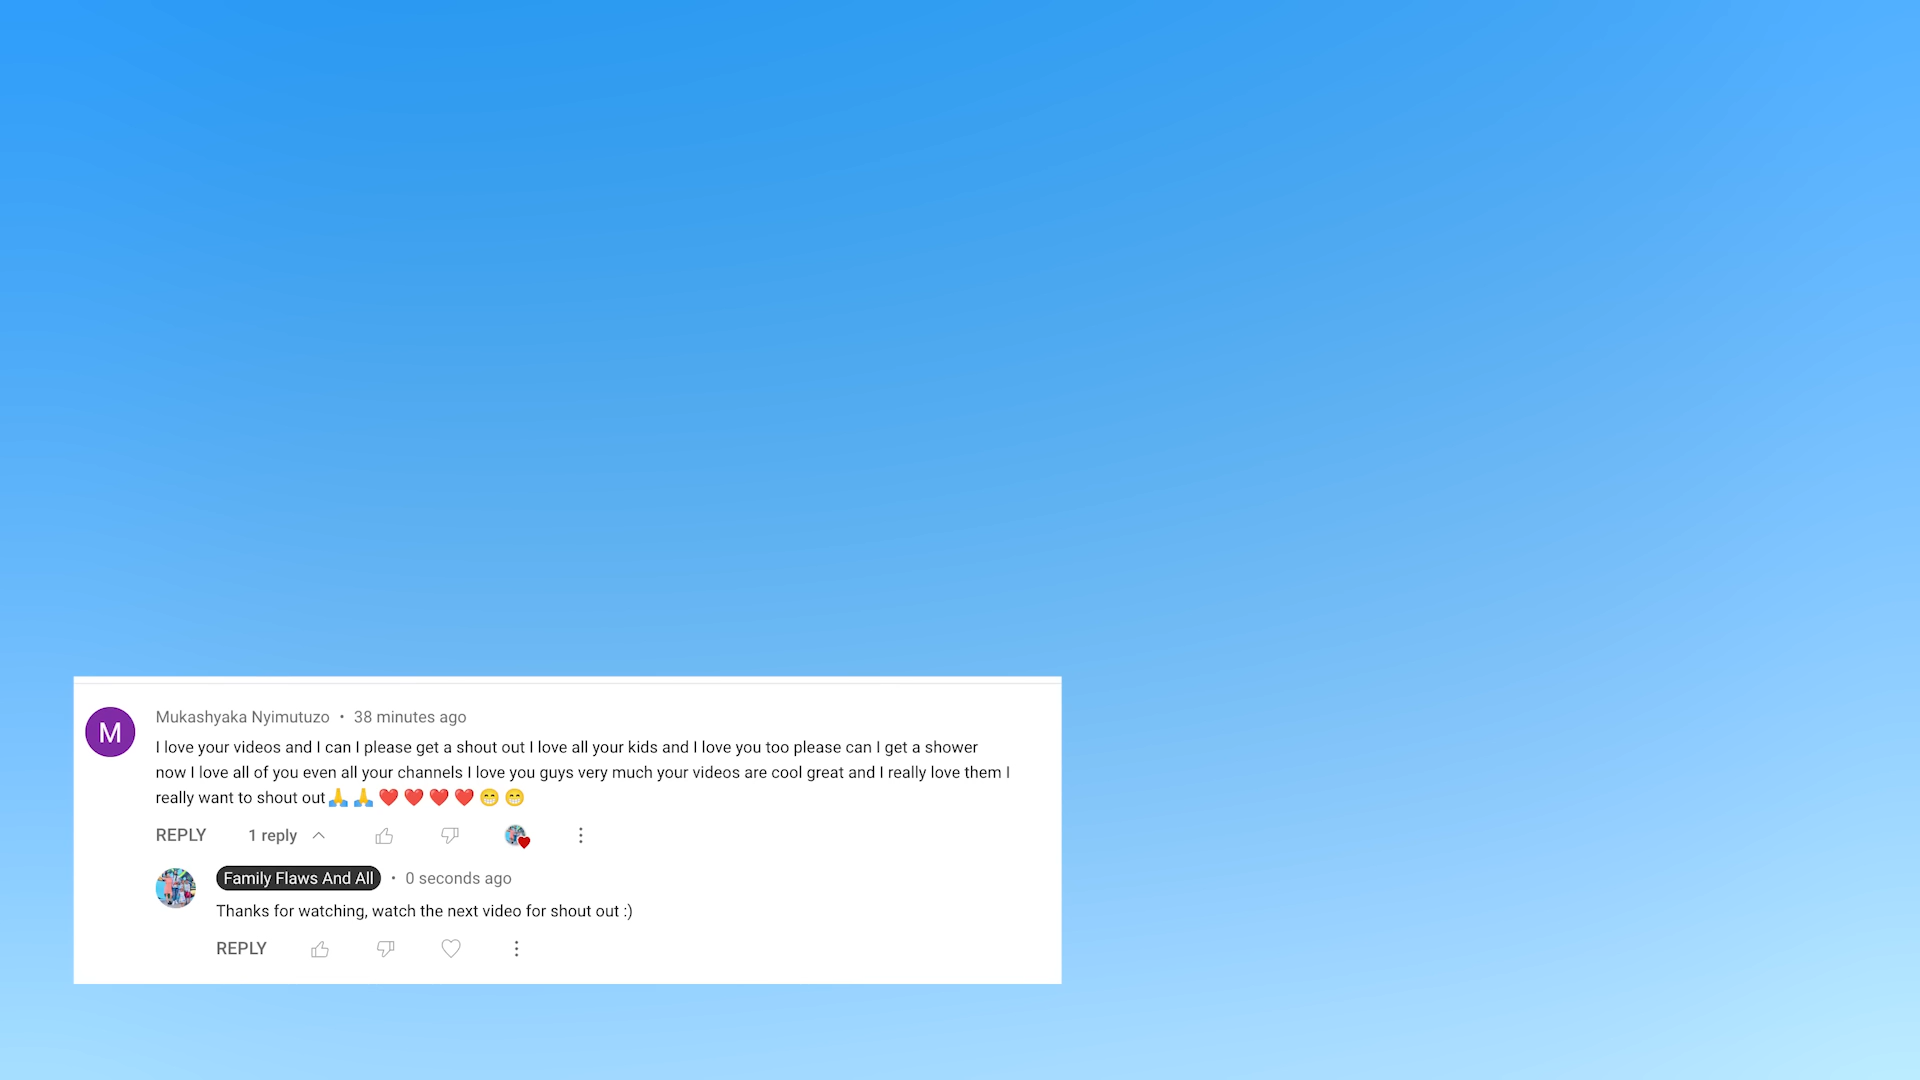 M
Mukashyaka Nyimutuzo • 38 minutes ago
I love your videos and I can I please get a shout out I love all your kids and I love you too please can I get a shower
now I love all of you even all your channels I love you guys very much your videos are cool great and I really love them I
really want to shout out🙏 🙏 ❤️ ❤️ ❤️ ❤️ 😁 😁
REPLY 1 reply
Family Flaws And All • 0 seconds ago
Thanks for watching, watch the next video for shout out :)
REPLY